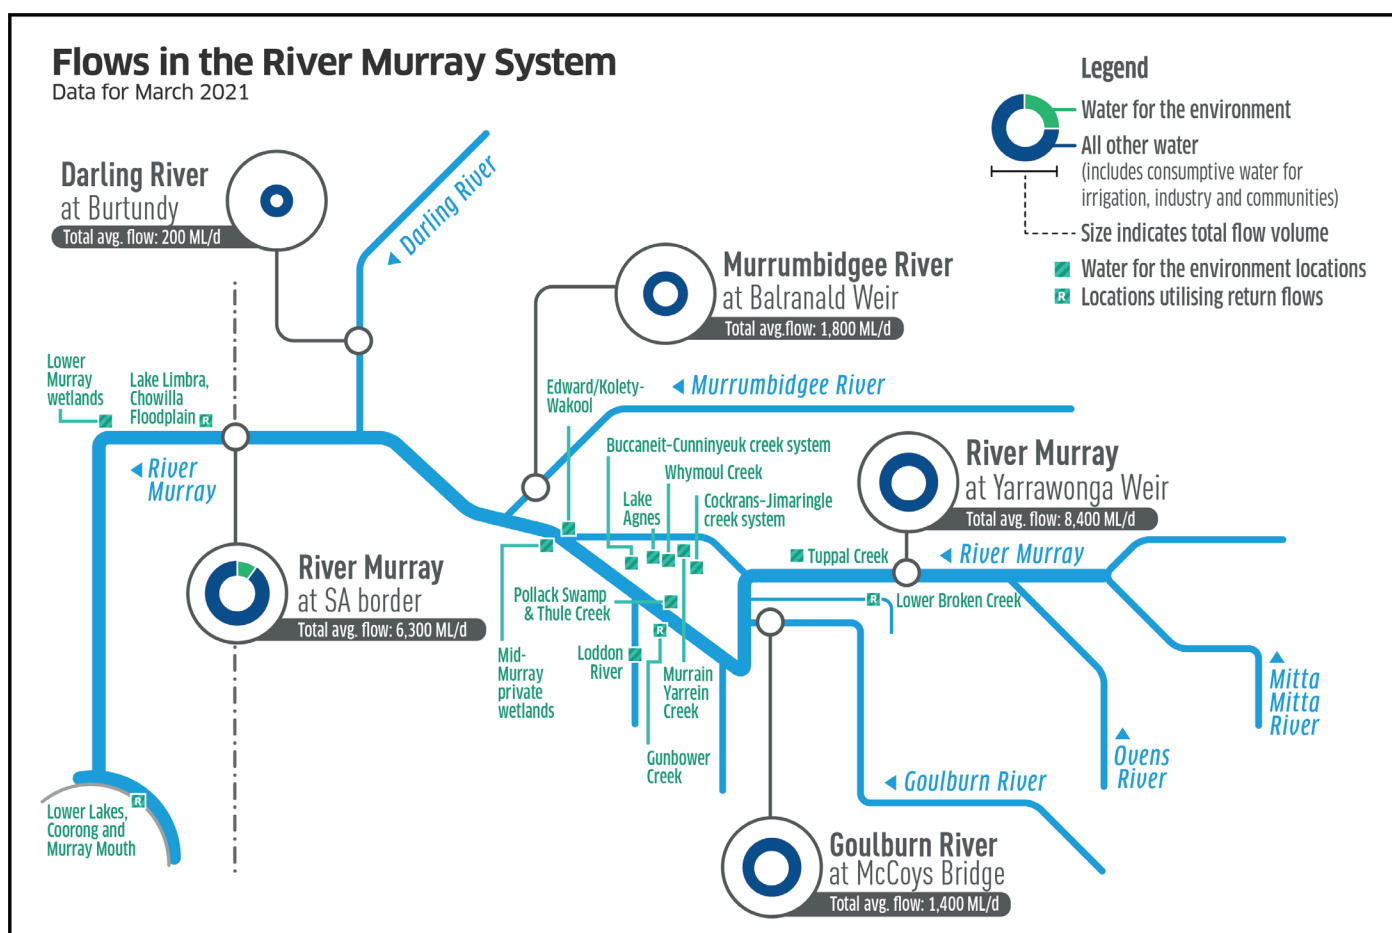 Flows in the River Murray System
Data for March 2021
Legend
Water for the environment
All other water
(includes consumptive water for
irrigation, industry and communities)
Size indicates total flow volume
Water for the environment locations
R Locations utilising return flows
Darling River
at Burtundy
Total avg. flow: 200 ML/d
Darling River
Murrumbidgee River
at Balranald Weir
Total avg.flow: 1,800 ML/d
Murrumbidgee River
Lower
Murray
wetlands
Lake Limbra,
Chowilla
Floodplain R
River
Murray
Edward/Kolety-
Wakool
Buccaneit-Cunninyeuk creek system
Whymoul Creek
Lake
Agnes
Cockrans-Jimaringle
creek system
River Murray
at Yarrawonga Weir
Total avg. flow: 8,400 ML/d
Tuppal Creek
River Murray
R Lower Broken Creek
River Murray
at SA border
Total avg. flow: 6,300 ML/d
Pollack Swamp
& Thule Creek
R
Mid-
Murray
private
wetlands
Loddon
River
Murrain
Yarrein
Creek
Gunbower
Creek
Mitta
Mitta
River
Ovens
River
Goulburn River
Goulburn River
at McCoys Bridge
Total avg. flow: 1,400 ML/d
R
Lower Lakes,
Coorong and
Murray Mouth